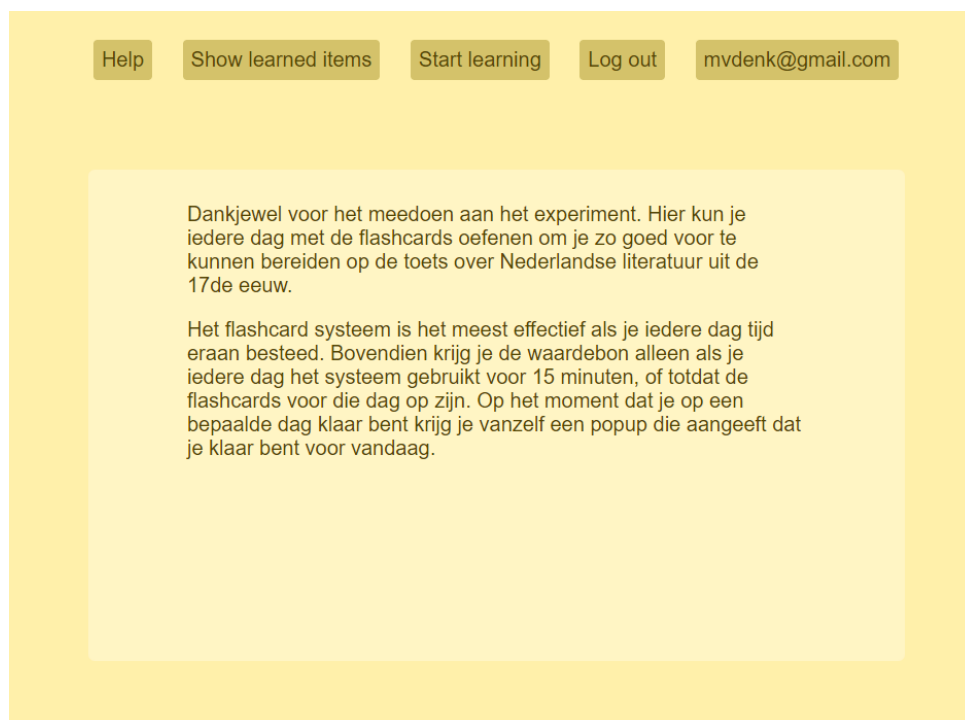 Help Show learned items Start learning Log out mvdenk@gmail.com
Dankjewel voor het meedoen aan het experiment. Hier kun je
iedere dag met de flashcards oefenen om je zo goed voor te
kunnen bereiden op de toets over Nederlandse literatuur uit de
17de eeuw.
Het flashcard systeem is het meest effectief als je iedere dag tijd
eraan besteed. Bovendien krijg je de waardebon alleen als je
iedere dag het systeem gebruikt voor 15 minuten, of totdat de
flashcards voor die dag op zijn. Op het moment dat je op een
bepaalde dag klaar bent krijg je vanzelf een popup die aangeeft dat
je klaar bent voor vandaag.